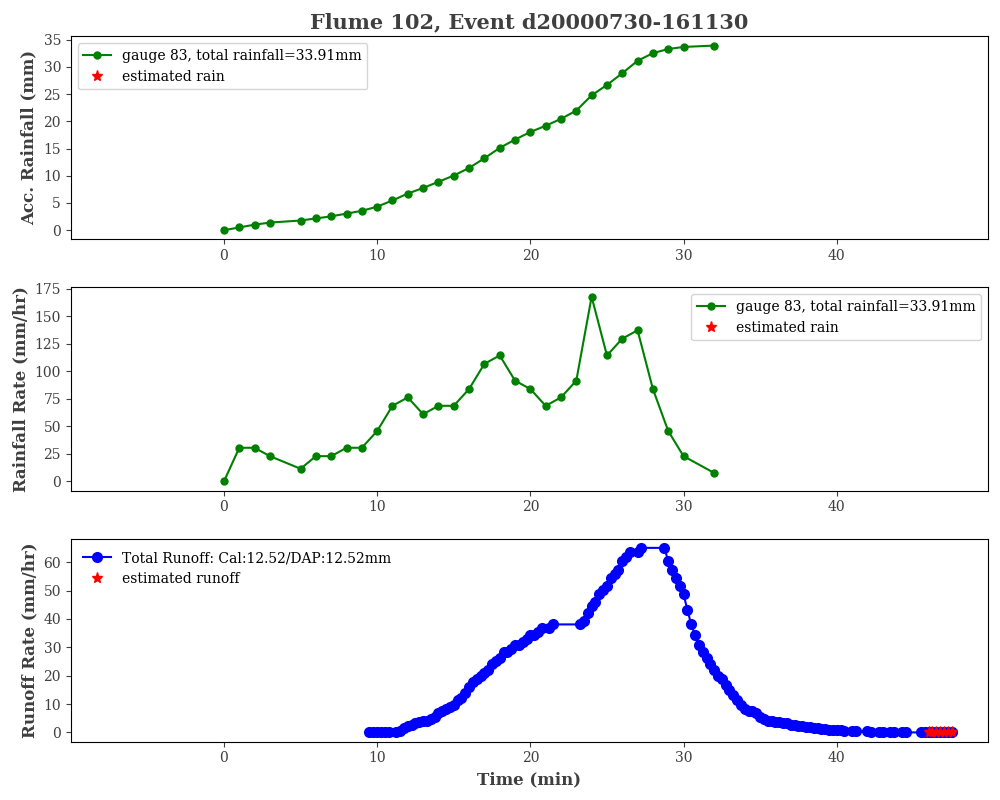 Flume 102, Event d20000730-161130
Acc. Rainfall (mm)
35
30
25
20
15
10
5
0
gauge 83, total rainfall=33.91mm
estimated rain
0 10 20 30 40
Rainfall Rate (mm/hr)
175
150
125
100
75
50
25
0
gauge 83, total rainfall=33.91mm
estimated rain
0 10 20 30 40
Runoff Rate (mm/hr)
60
50
40
30
20
10
0
Total Runoff: Cal:12.52/DAP:12.52mm
estimated runoff
0 10 20 30 40
Time (min)